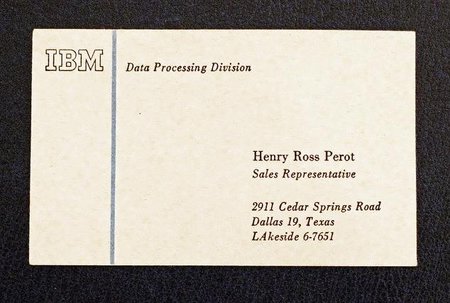 IBM
Data Processing Division
Henry Ross Perot
Sales Representative
2911 Cedar Springs Road
Dallas 19, Texas
LAkeside 6-7651